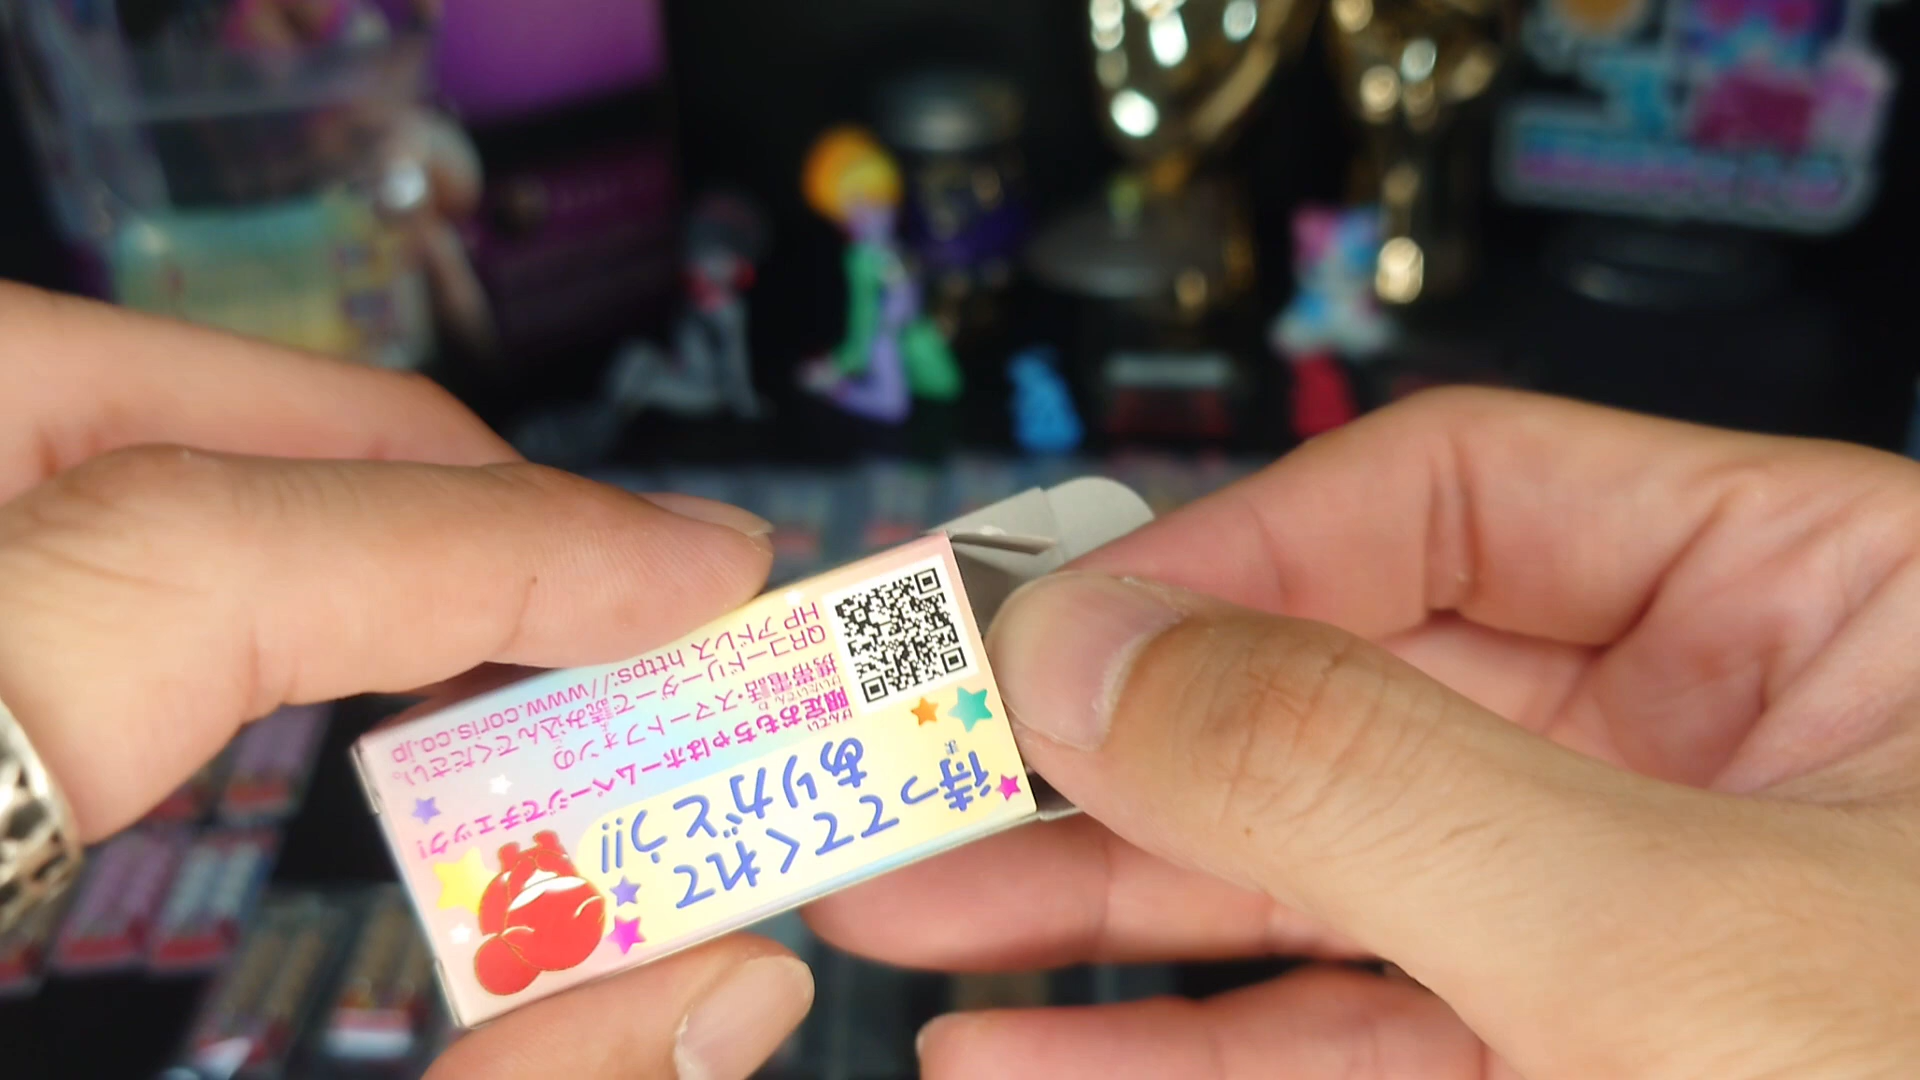 待っててくれて
ありがとう!!
限定おもちゃはホームページでチェック!
携帯電話・スマートフォンの
QRコードリーダーで読み込んでください。
HP アドレス https://www.coris.co.jp